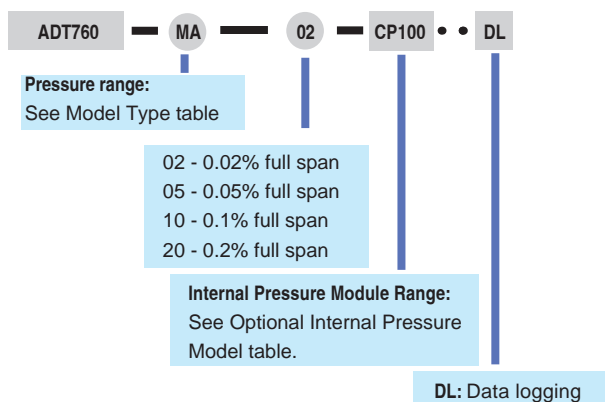 ADT760 — MA — 02 — CP100 • • DL
Pressure range:
See Model Type table
02 - 0.02% full span
05 - 0.05% full span
10 - 0.1% full span
20 - 0.2% full span
Internal Pressure Module Range:
See Optional Internal Pressure
Model table.
DL: Data logging